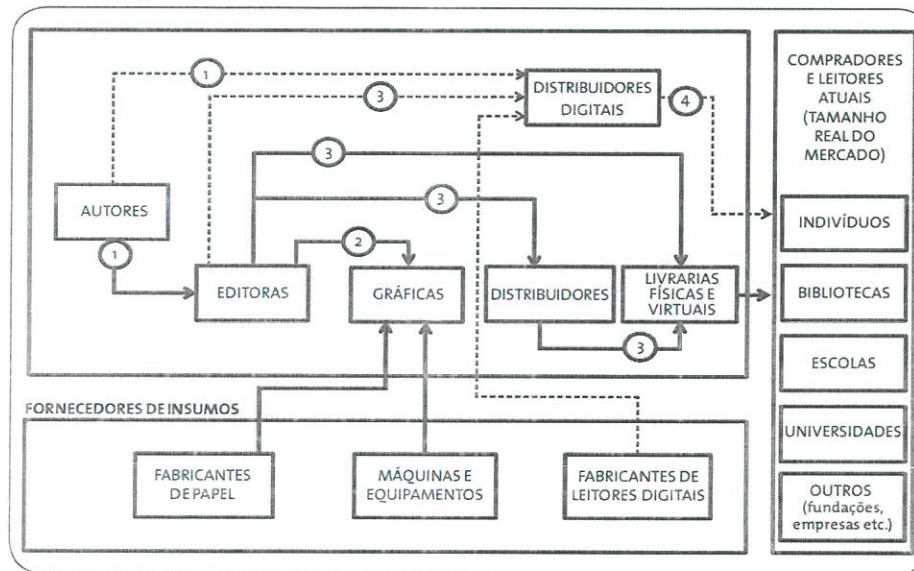 1
3
DISTRIBUIDORES
DIGITAIS
4
3
3
AUTORES
1
2
EDITORAS
GRÁFICAS
DISTRIBUIDORES
LIVRARIAS
FÍSICAS E
VIRTUAIS
3
FORNECEDORES DE INSUMOS
FABRICANTES
DE PAPEL
MÁQUINAS E
EQUIPAMENTOS
FABRICANTES DE
LEITORES DIGITAIS
COMPRADORES
E LEITORES
ATUAIS
(TAMANHO
REAL DO
MERCADO)
INDIVÍDUOS
BIBLIOTECAS
ESCOLAS
UNIVERSIDADES
OUTROS
(fundações,
empresas etc.)